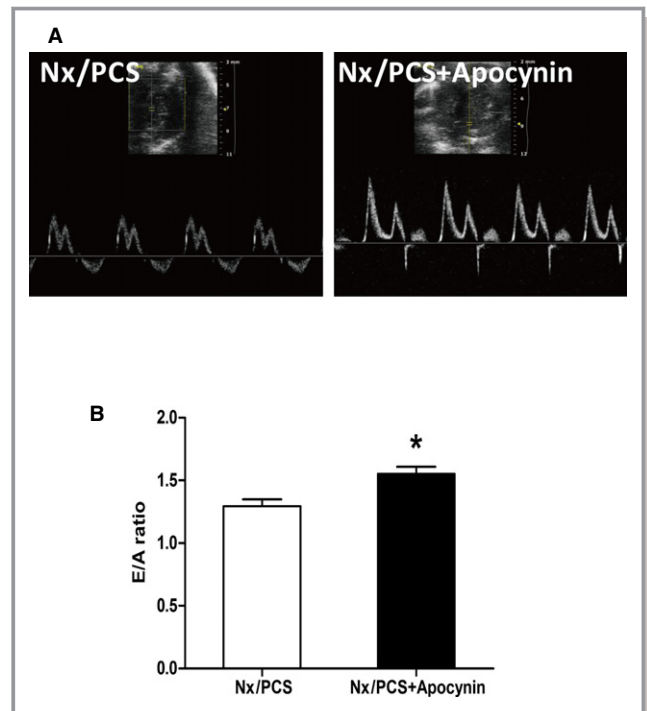 A
Nx/PCS
Nx/PCS+Apocynin
B
2.0
1.5
1.0
0.5
0.0
E/A ratio
*
Nx/PCS
Nx/PCS+Apocynin